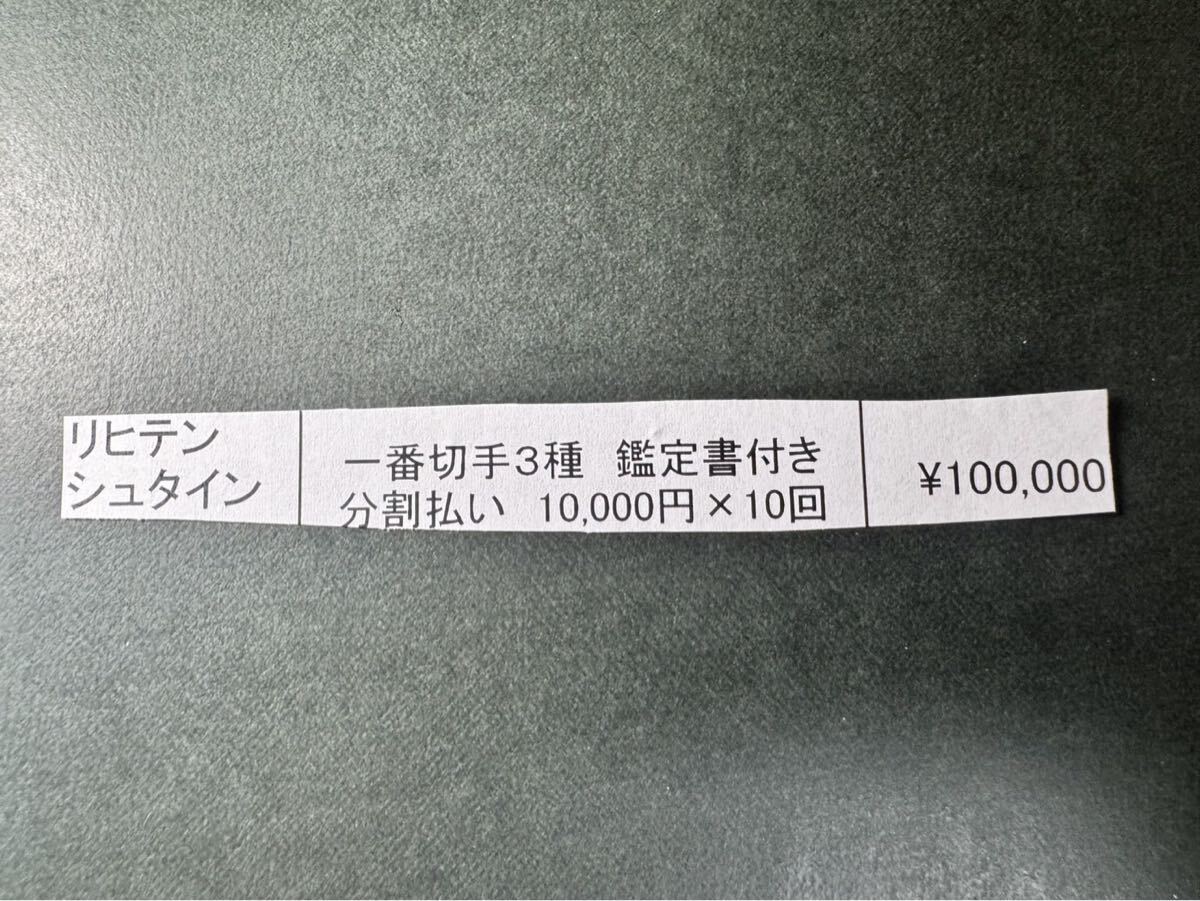 リヒテン
シュタイン
一番切手３種　鑑定書付き
分割払い　10,000円×10回
¥100,000